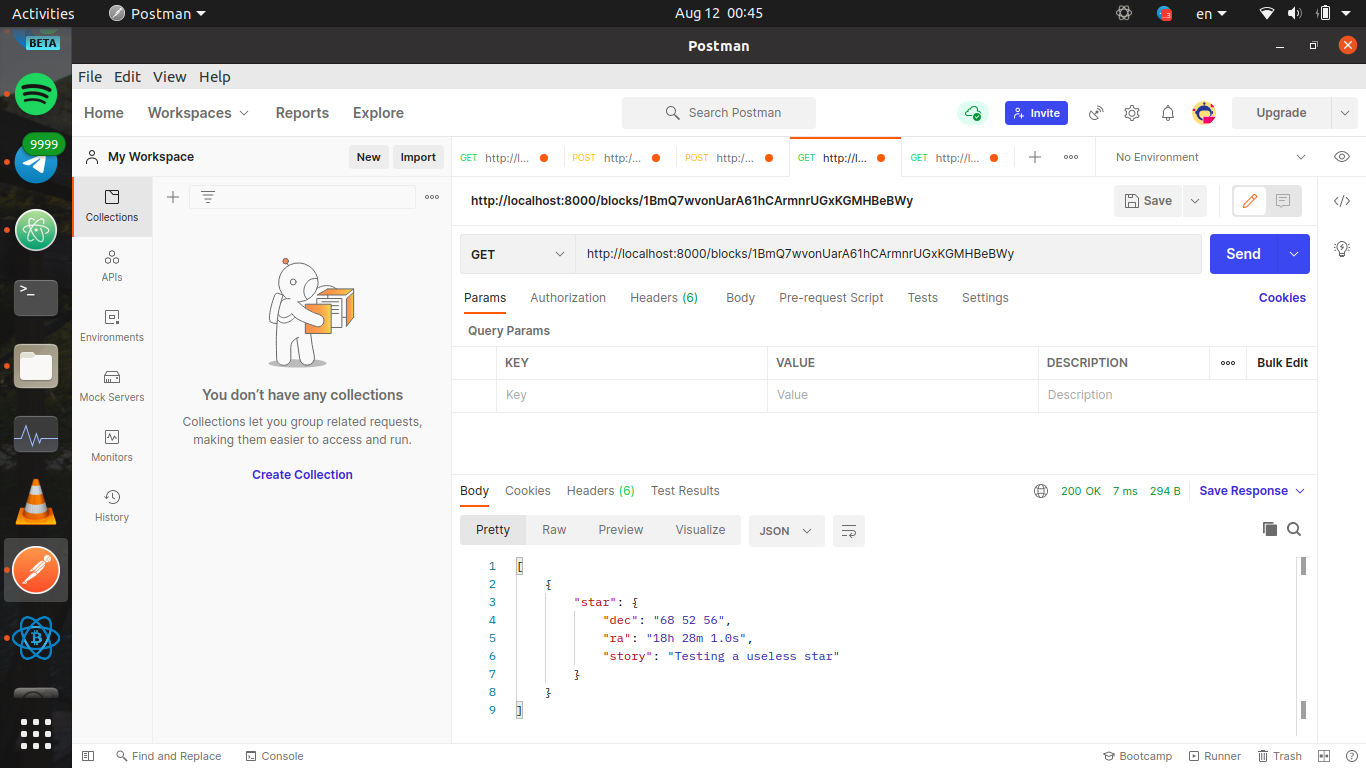 Activities Postman Aug 12 00:45 en
BETA
Postman
File Edit View Help
Home Workspaces Reports Explore Search Postman Invite Upgrade
9999
My Workspace New Import
GET http://l... POST http:/... POST http:/... GET http://l... GET http://l... No Environment
Collections
APIs
Environments
Mock Servers
Monitors
History
You don’t have any collections
Collections let you group related requests,
making them easier to access and run.
Create Collection
http://localhost:8000/blocks/1BmQ7wvonUarA61hCArmnrUGxKGMHBeBWy Save
GET http://localhost:8000/blocks/1BmQ7wvonUarA61hCArmnrUGxKGMHBeBWy Send
Params Authorization Headers (6) Body Pre-request Script Tests Settings Cookies
Query Params
KEY VALUE DESCRIPTION Bulk Edit
Key Value Description
Body Cookies Headers (6) Test Results 200 OK 7 ms 294 B Save Response
Pretty Raw Preview Visualize JSON
1 [
2 {
3 "star": {
4 "dec": "68 52 56",
5 "ra": "18h 28m 1.0s",
6 "story": "Testing a useless star"
7 }
8 }
9 ]
Find and Replace Console Bootcamp Runner Trash